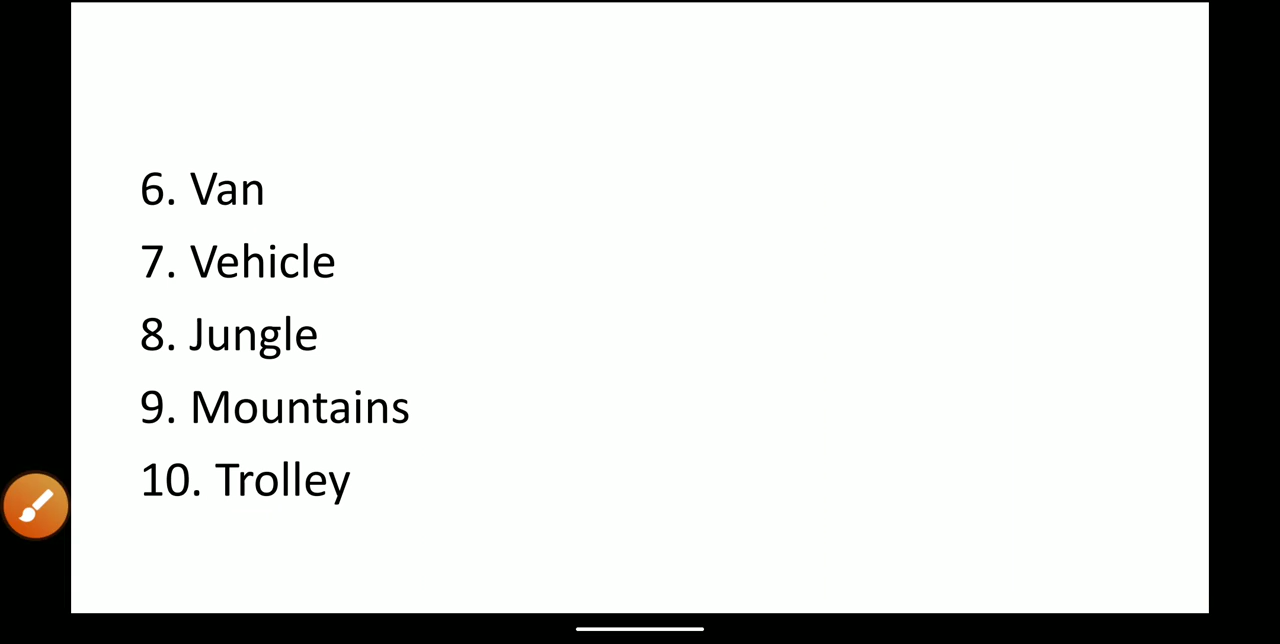 6. Van
7. Vehicle
8. Jungle
9. Mountains
10. Trolley